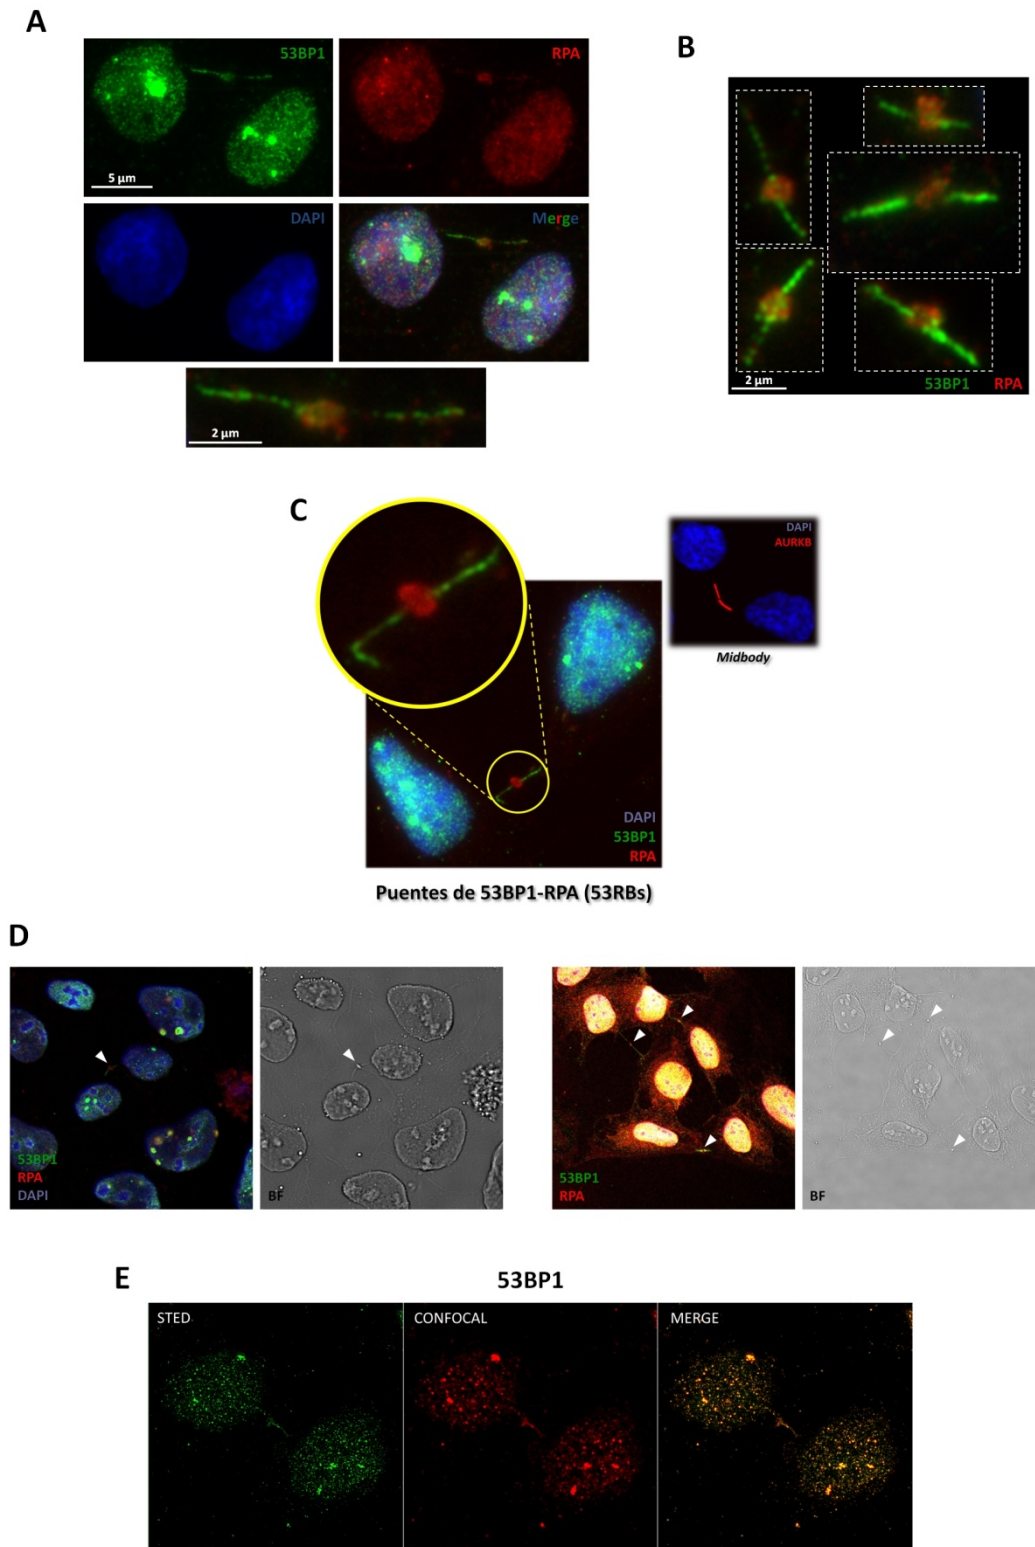 A
53BP1
RPA
5 µm
DAPI
Merge
2 µm
B
2 µm
53BP1 RPA
C
DAPI
AURKB
Midbody
DAPI
53BP1
RPA
Puentes de 53BP1-RPA (53RBs)
D
53BP1
RPA
DAPI
BF
53BP1
RPA
BF
E
53BP1
STED
CONFOCAL
MERGE